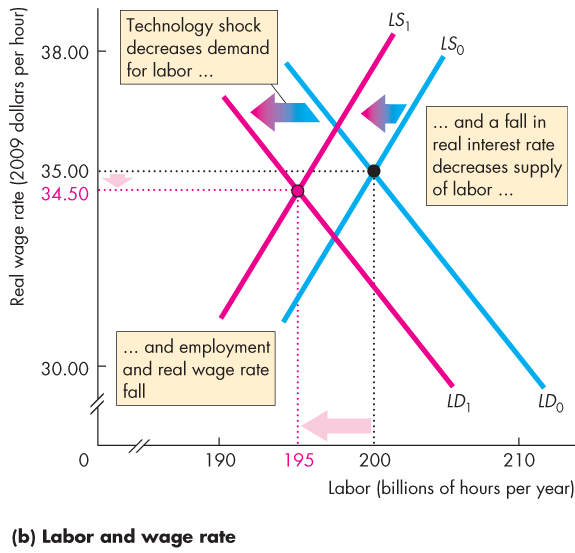 Real wage rate (2009 dollars per hour)
38.00
35.00
34.50
30.00
0
Technology shock
decreases demand
for labor ...
LS1
LS0
... and a fall in
real interest rate
decreases supply
of labor ...
... and employment
and real wage rate
fall
LD1
LD0
190
195
200
210
Labor (billions of hours per year)
(b) Labor and wage rate